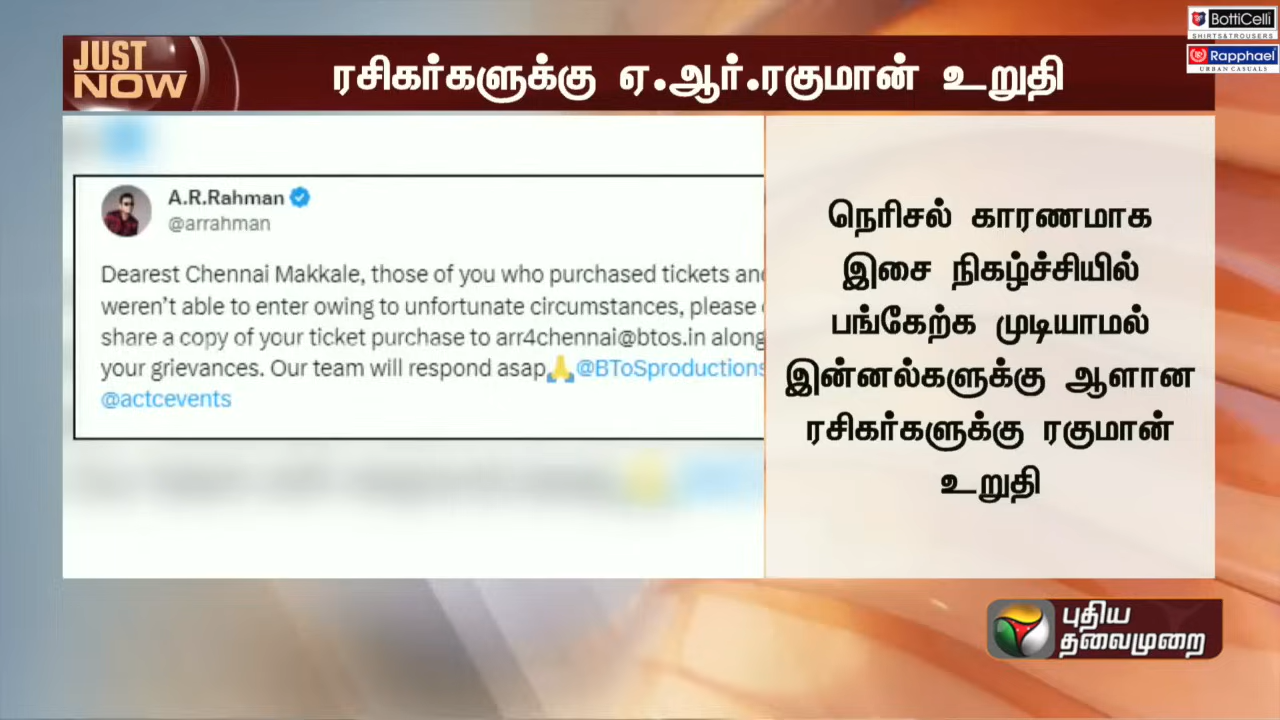 BottiCelli
SHIRTS&TROUSERS
Rapphael
URBAN CASUALS
JUST
NOW
ரசிகர்களுக்கு ஏ.ஆர்.ரகுமான் உறுதி
A.R.Rahman
@arrahman
Dearest Chennai Makkale, those of you who purchased tickets and
weren't able to enter owing to unfortunate circumstances, please
share a copy of your ticket purchase to arr4chennai@btos.in along
your grievances. Our team will respond asap🙏@BToSproductions
@actcevents
நெரிசல் காரணமாக
இசை நிகழ்ச்சியில்
பங்கேற்க முடியாமல்
இன்னல்களுக்கு ஆளான
ரசிகர்களுக்கு ரகுமான்
உறுதி
புதிய
தலைமுறை